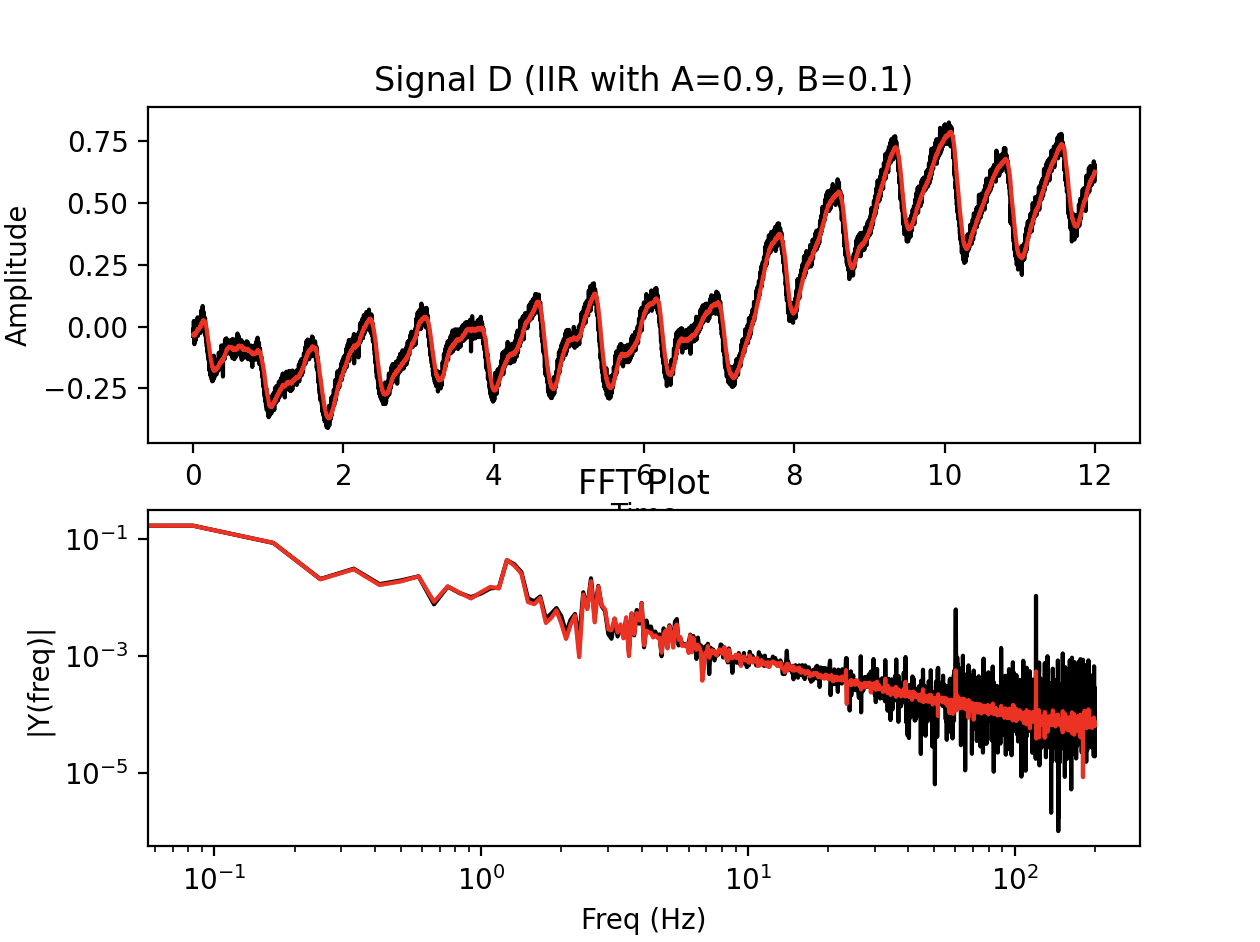 Signal D (IIR with A=0.9, B=0.1)
Amplitude
0.75
0.50
0.25
0.00
−0.25
0 2 4 6 8 10 12
FFT Plot
|Y(freq)|
10⁻¹
10⁻³
10⁻⁵
10⁻¹ 10⁰ 10¹ 10²
Freq (Hz)